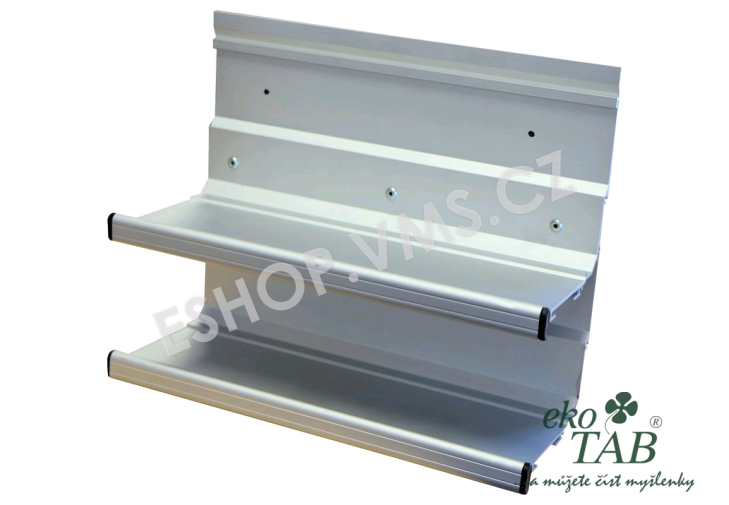 ESHOP.VMS.CZ
eko
TAB®
a můžete číst myšlenky